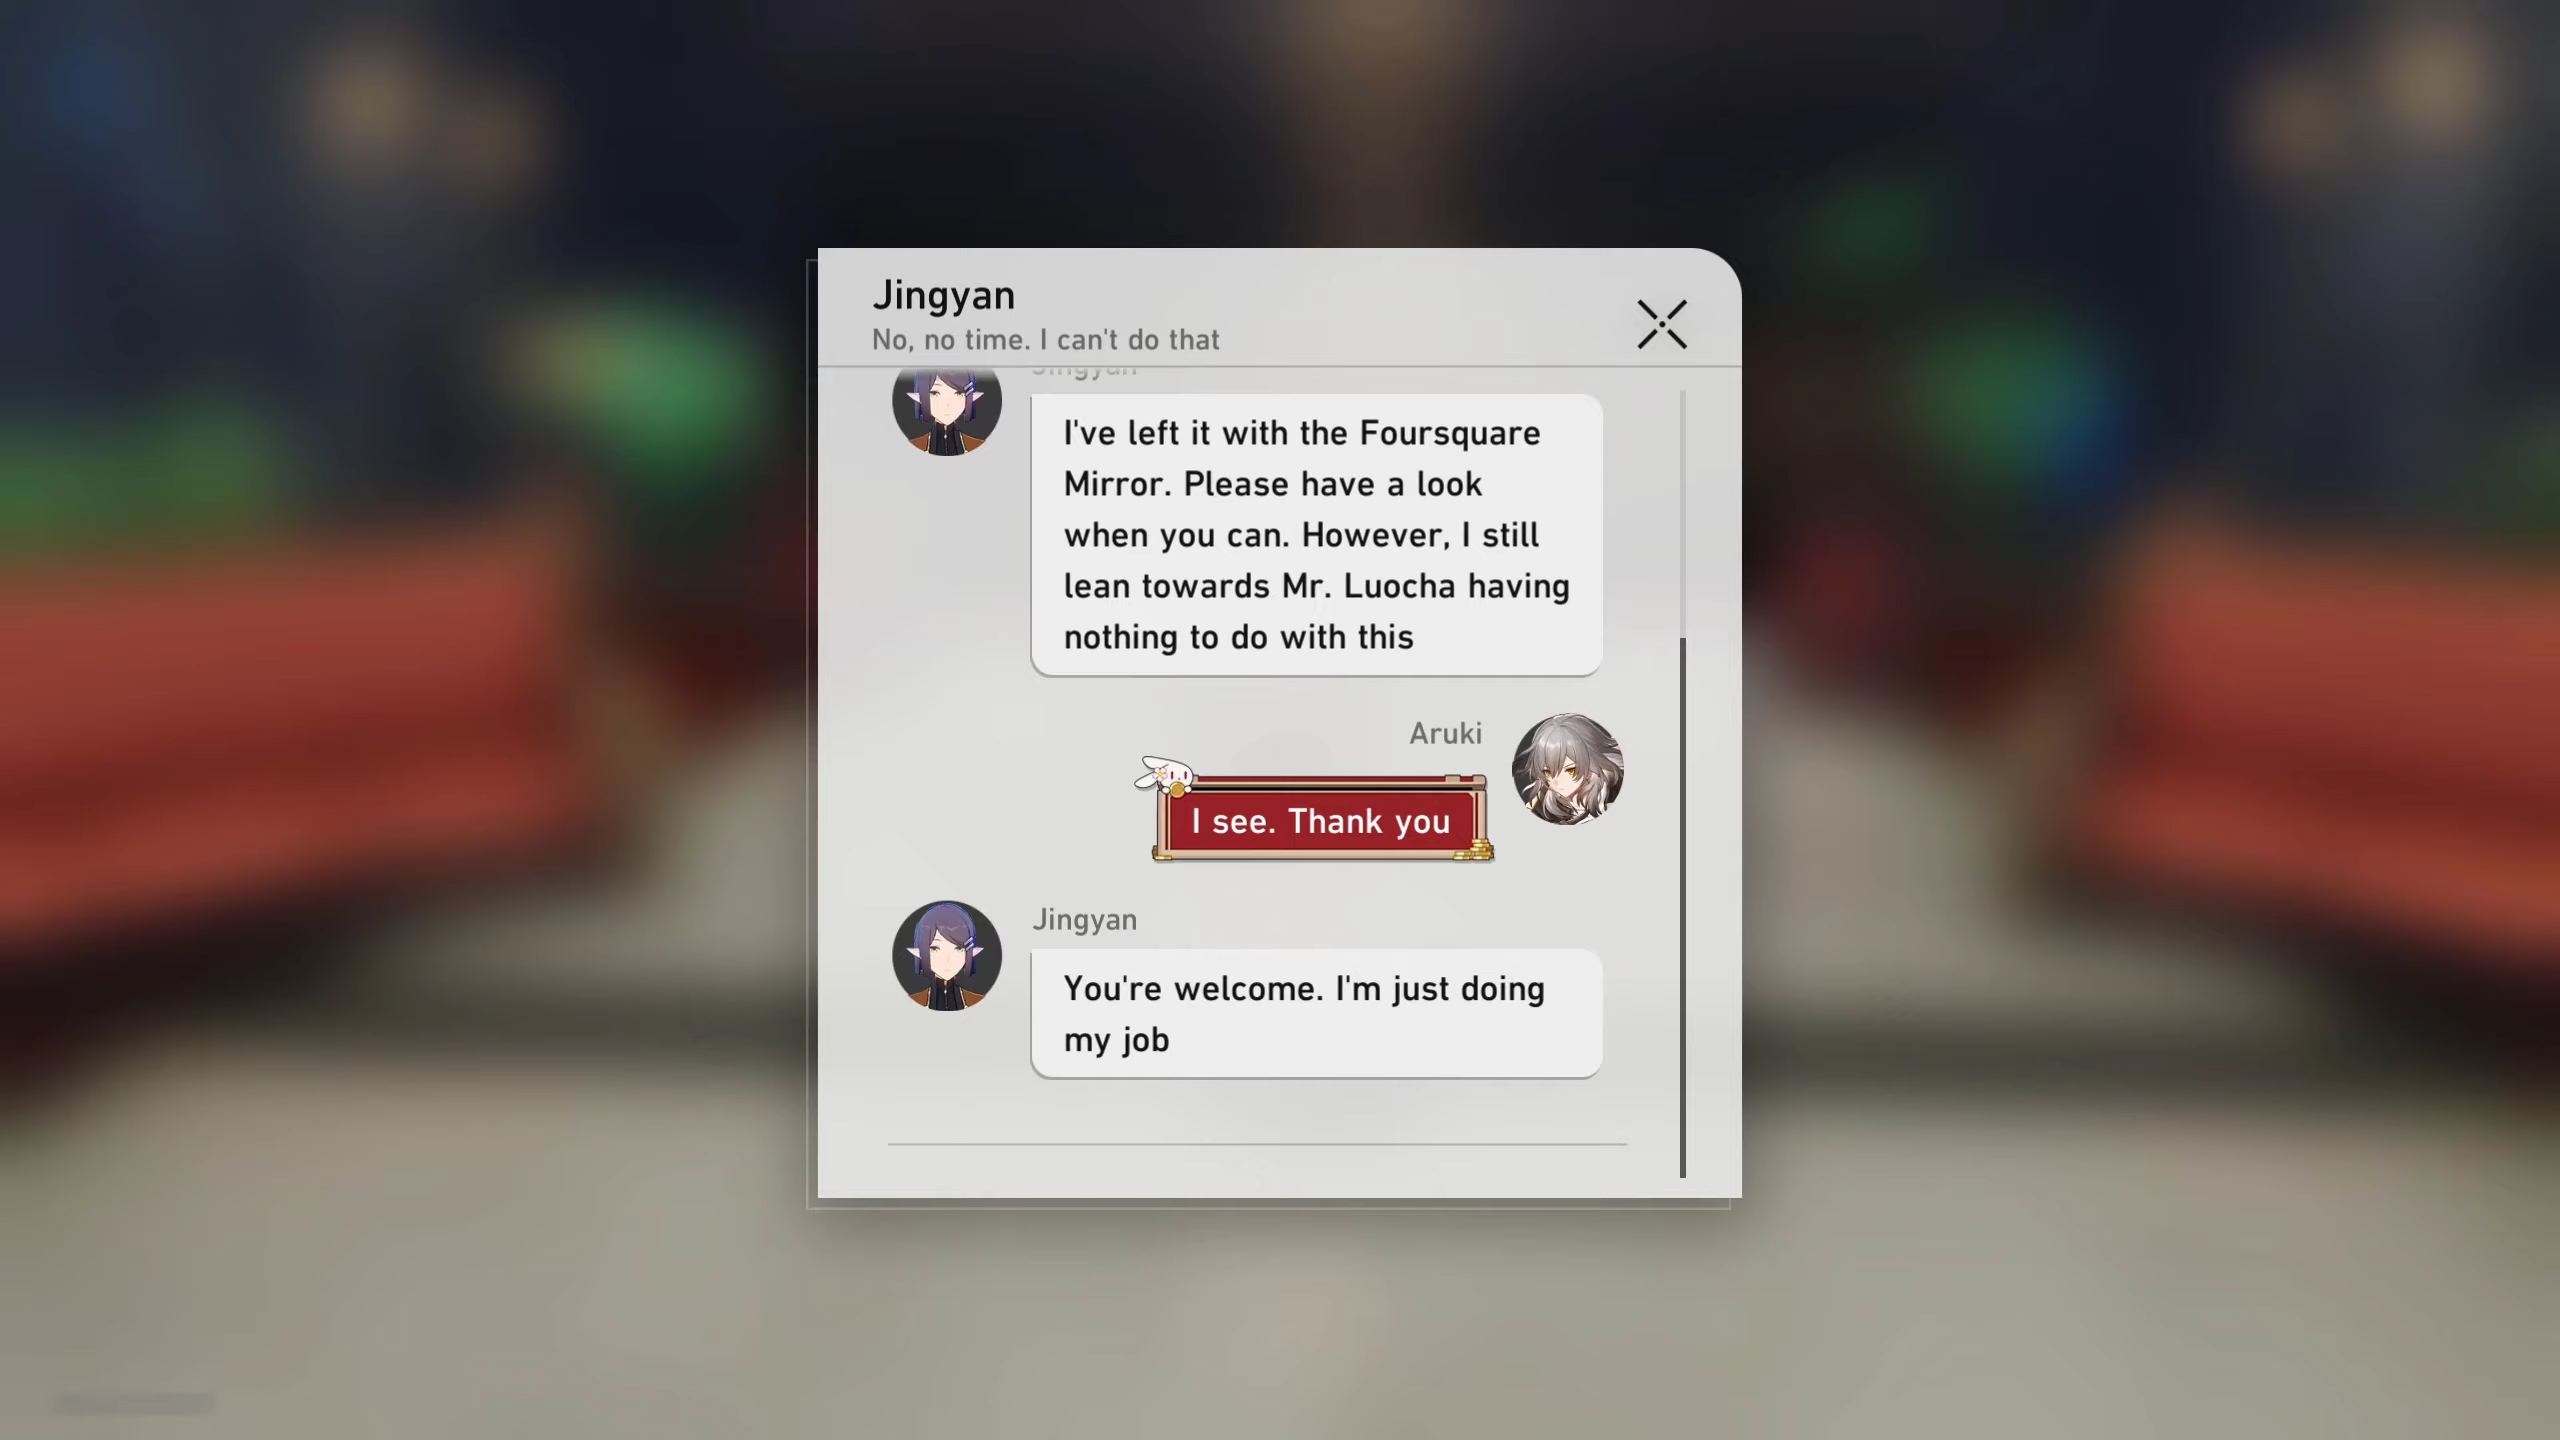 Jingyan
No, no time. I can't do that
Jingyan
I've left it with the Foursquare
Mirror. Please have a look
when you can. However, I still
lean towards Mr. Luocha having
nothing to do with this
Aruki
I see. Thank you
Jingyan
You're welcome. I'm just doing
my job